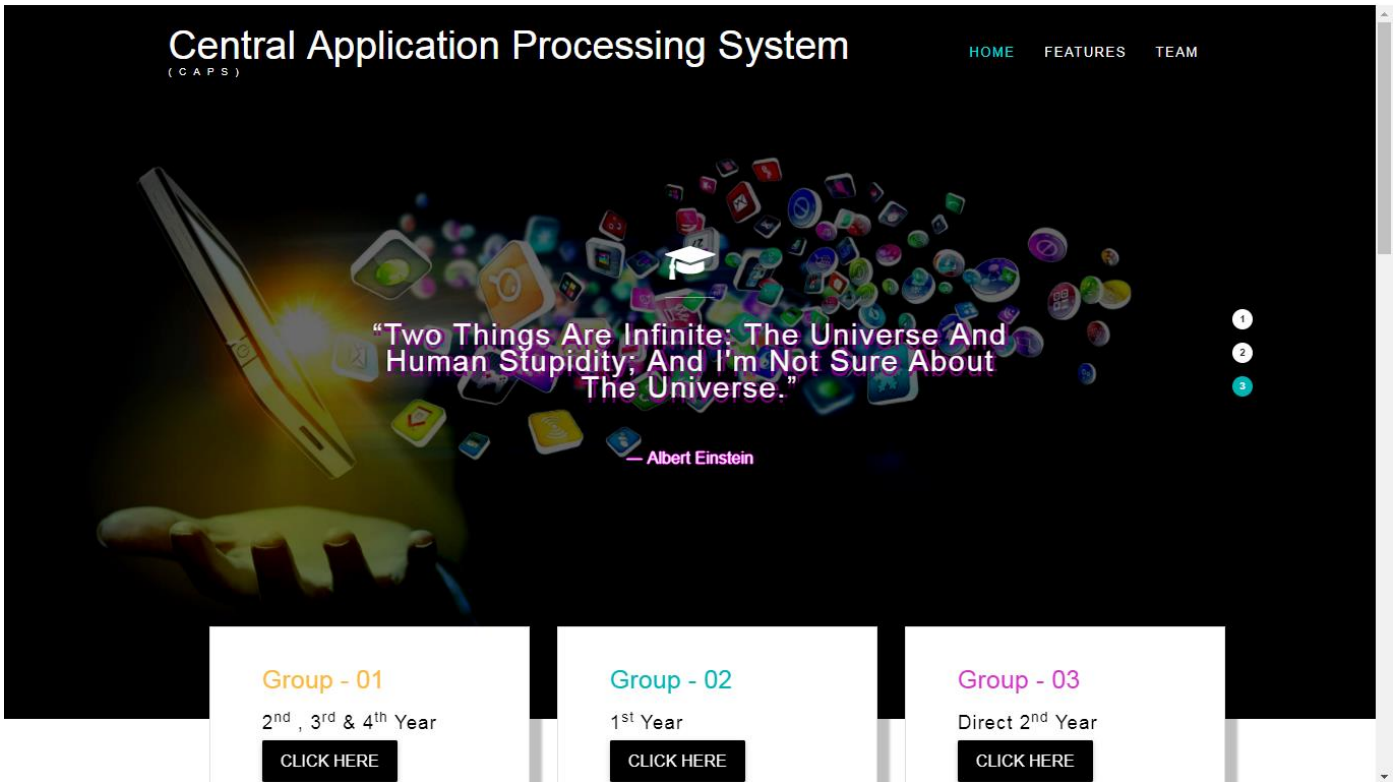 Central Application Processing System
(CAPS)
HOME FEATURES TEAM
“Two Things Are Infinite: The Universe And
Human Stupidity; And I'm Not Sure About
The Universe.”
— Albert Einstein
1
2
3
Group - 01
2nd , 3rd & 4th Year
CLICK HERE
Group - 02
1st Year
CLICK HERE
Group - 03
Direct 2nd Year
CLICK HERE